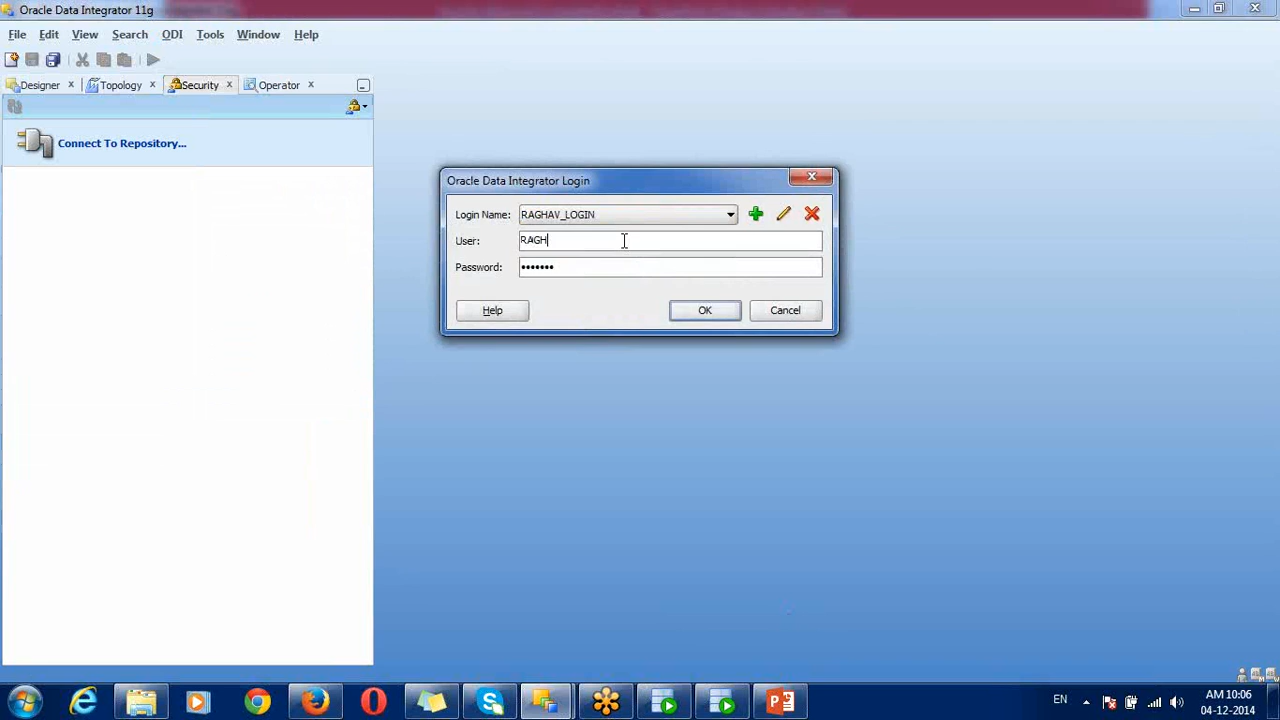 Oracle Data Integrator 11g
File Edit View Search ODI Tools Window Help
Designer Topology Security Operator
Connect To Repository...
Oracle Data Integrator Login
Login Name: RAGHAV_LOGIN
User: RAGH
Password: •••••••
Help OK Cancel
EN AM 10:06
04-12-2014